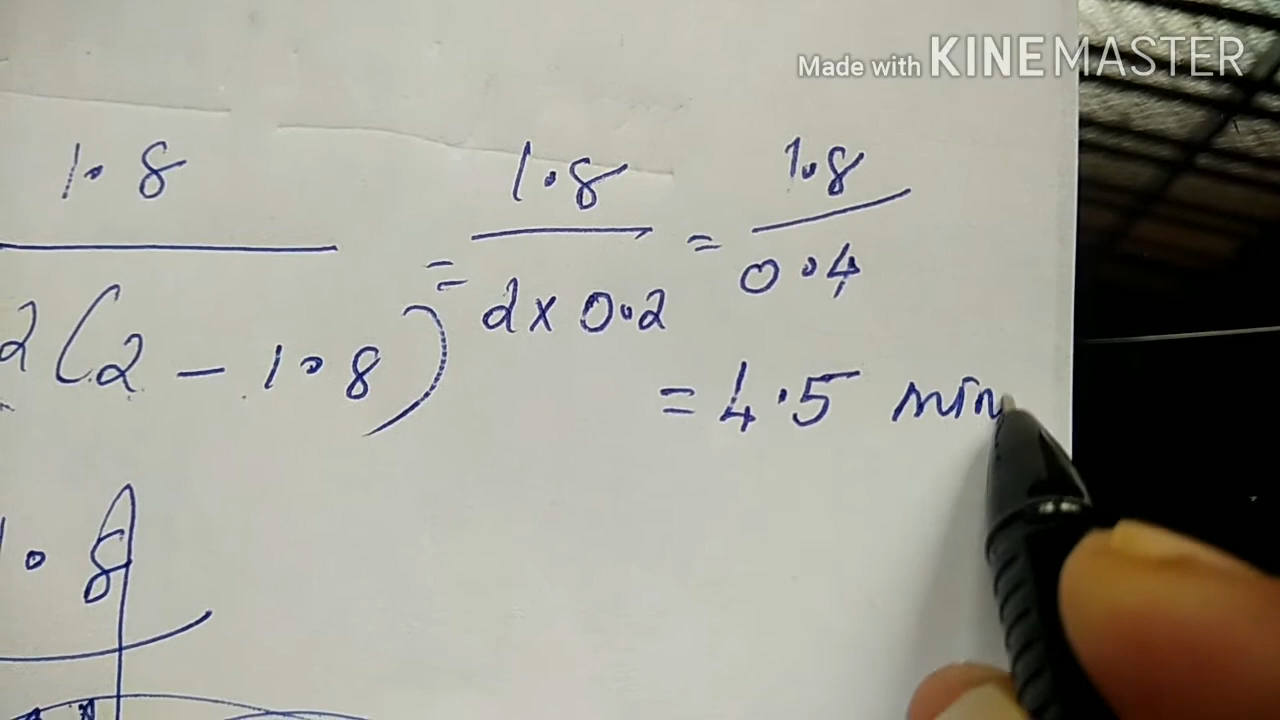 Made with KINEMASTER
1.8 / 2(2 - 1.8) = 1.8 / 2 x 0.2 = 1.8 / 0.4
= 4.5 min
1.8